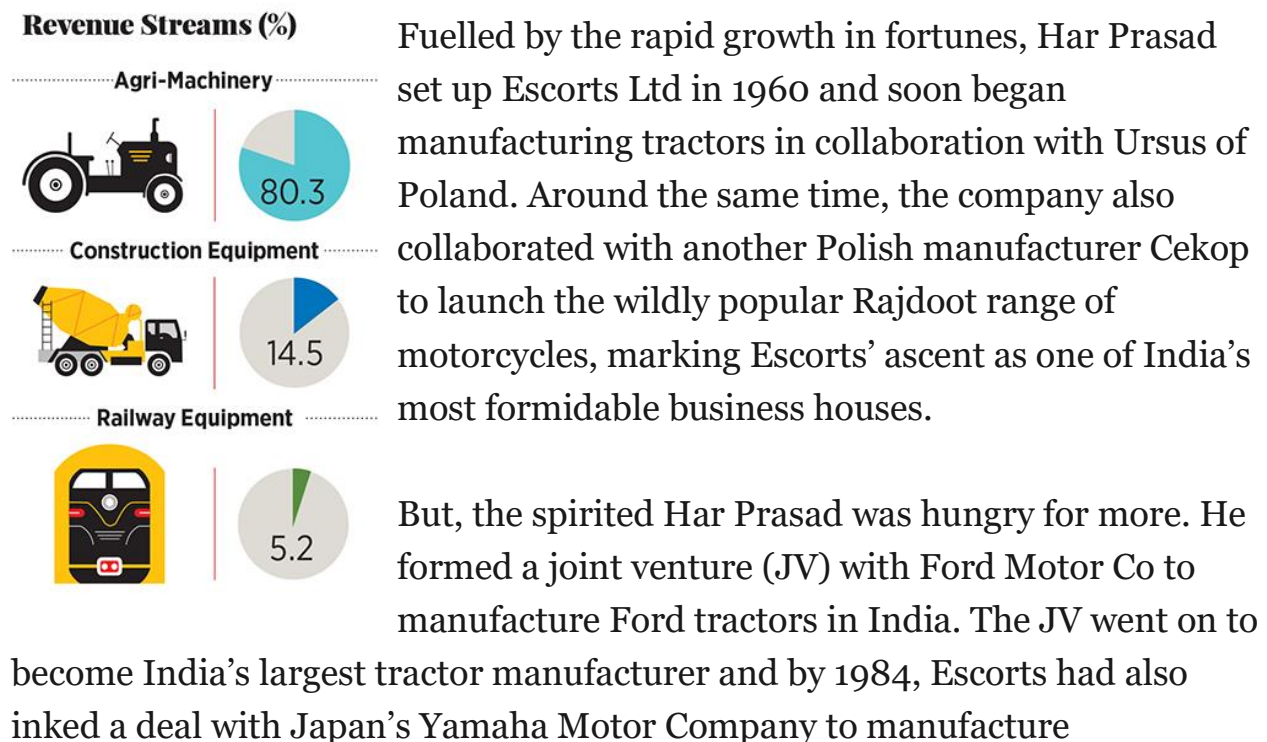 Revenue Streams (%)
Agri-Machinery
80.3
Construction Equipment
14.5
Railway Equipment
5.2
Fuelled by the rapid growth in fortunes, Har Prasad
set up Escorts Ltd in 1960 and soon began
manufacturing tractors in collaboration with Ursus of
Poland. Around the same time, the company also
collaborated with another Polish manufacturer Cekop
to launch the wildly popular Rajdoot range of
motorcycles, marking Escorts’ ascent as one of India’s
most formidable business houses.
But, the spirited Har Prasad was hungry for more. He
formed a joint venture (JV) with Ford Motor Co to
manufacture Ford tractors in India. The JV went on to
become India’s largest tractor manufacturer and by 1984, Escorts had also
inked a deal with Japan’s Yamaha Motor Company to manufacture